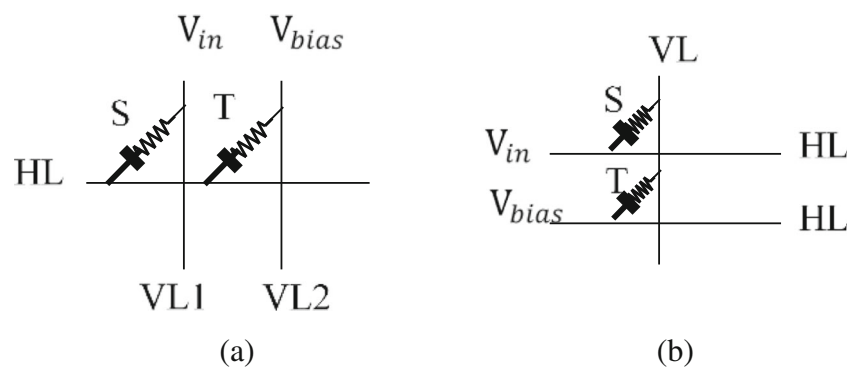 V_in V_bias
S T
HL
VL1 VL2
(a)
VL
S
V_in HL
T
V_bias HL
(b)